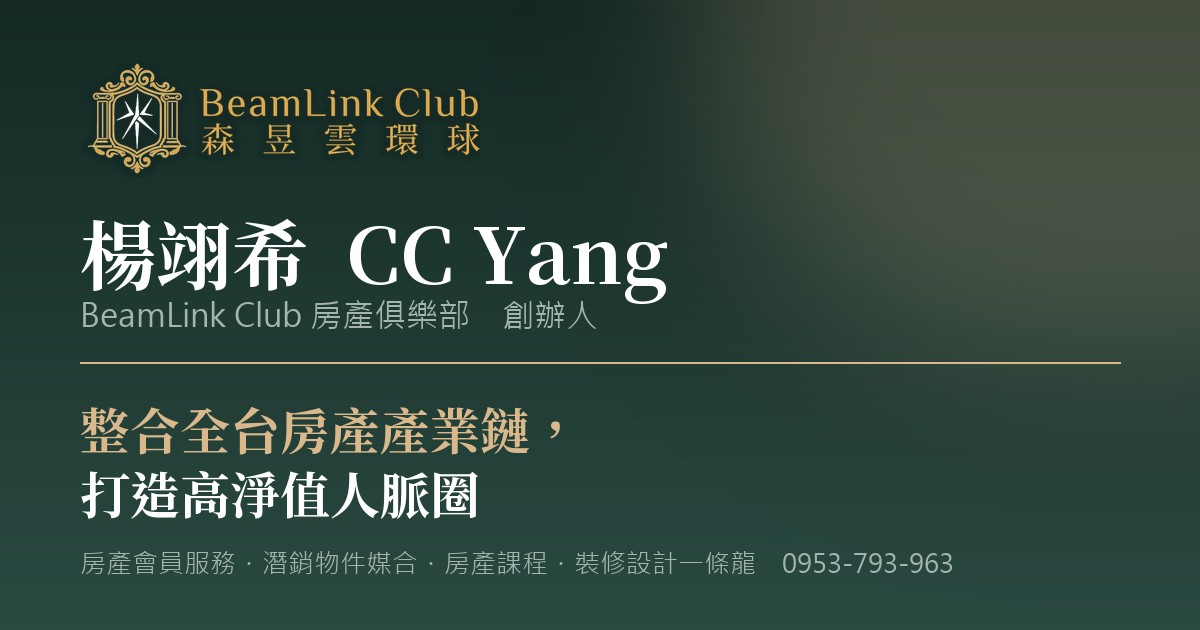 BeamLink Club
森昱雲環球
楊翊希 CC Yang
BeamLink Club 房產俱樂部 創辦人
整合全台房產產業鏈，
打造高淨值人脈圈
房產會員服務·潛銷物件媒合·房產課程·裝修設計一條龍 0953-793-963